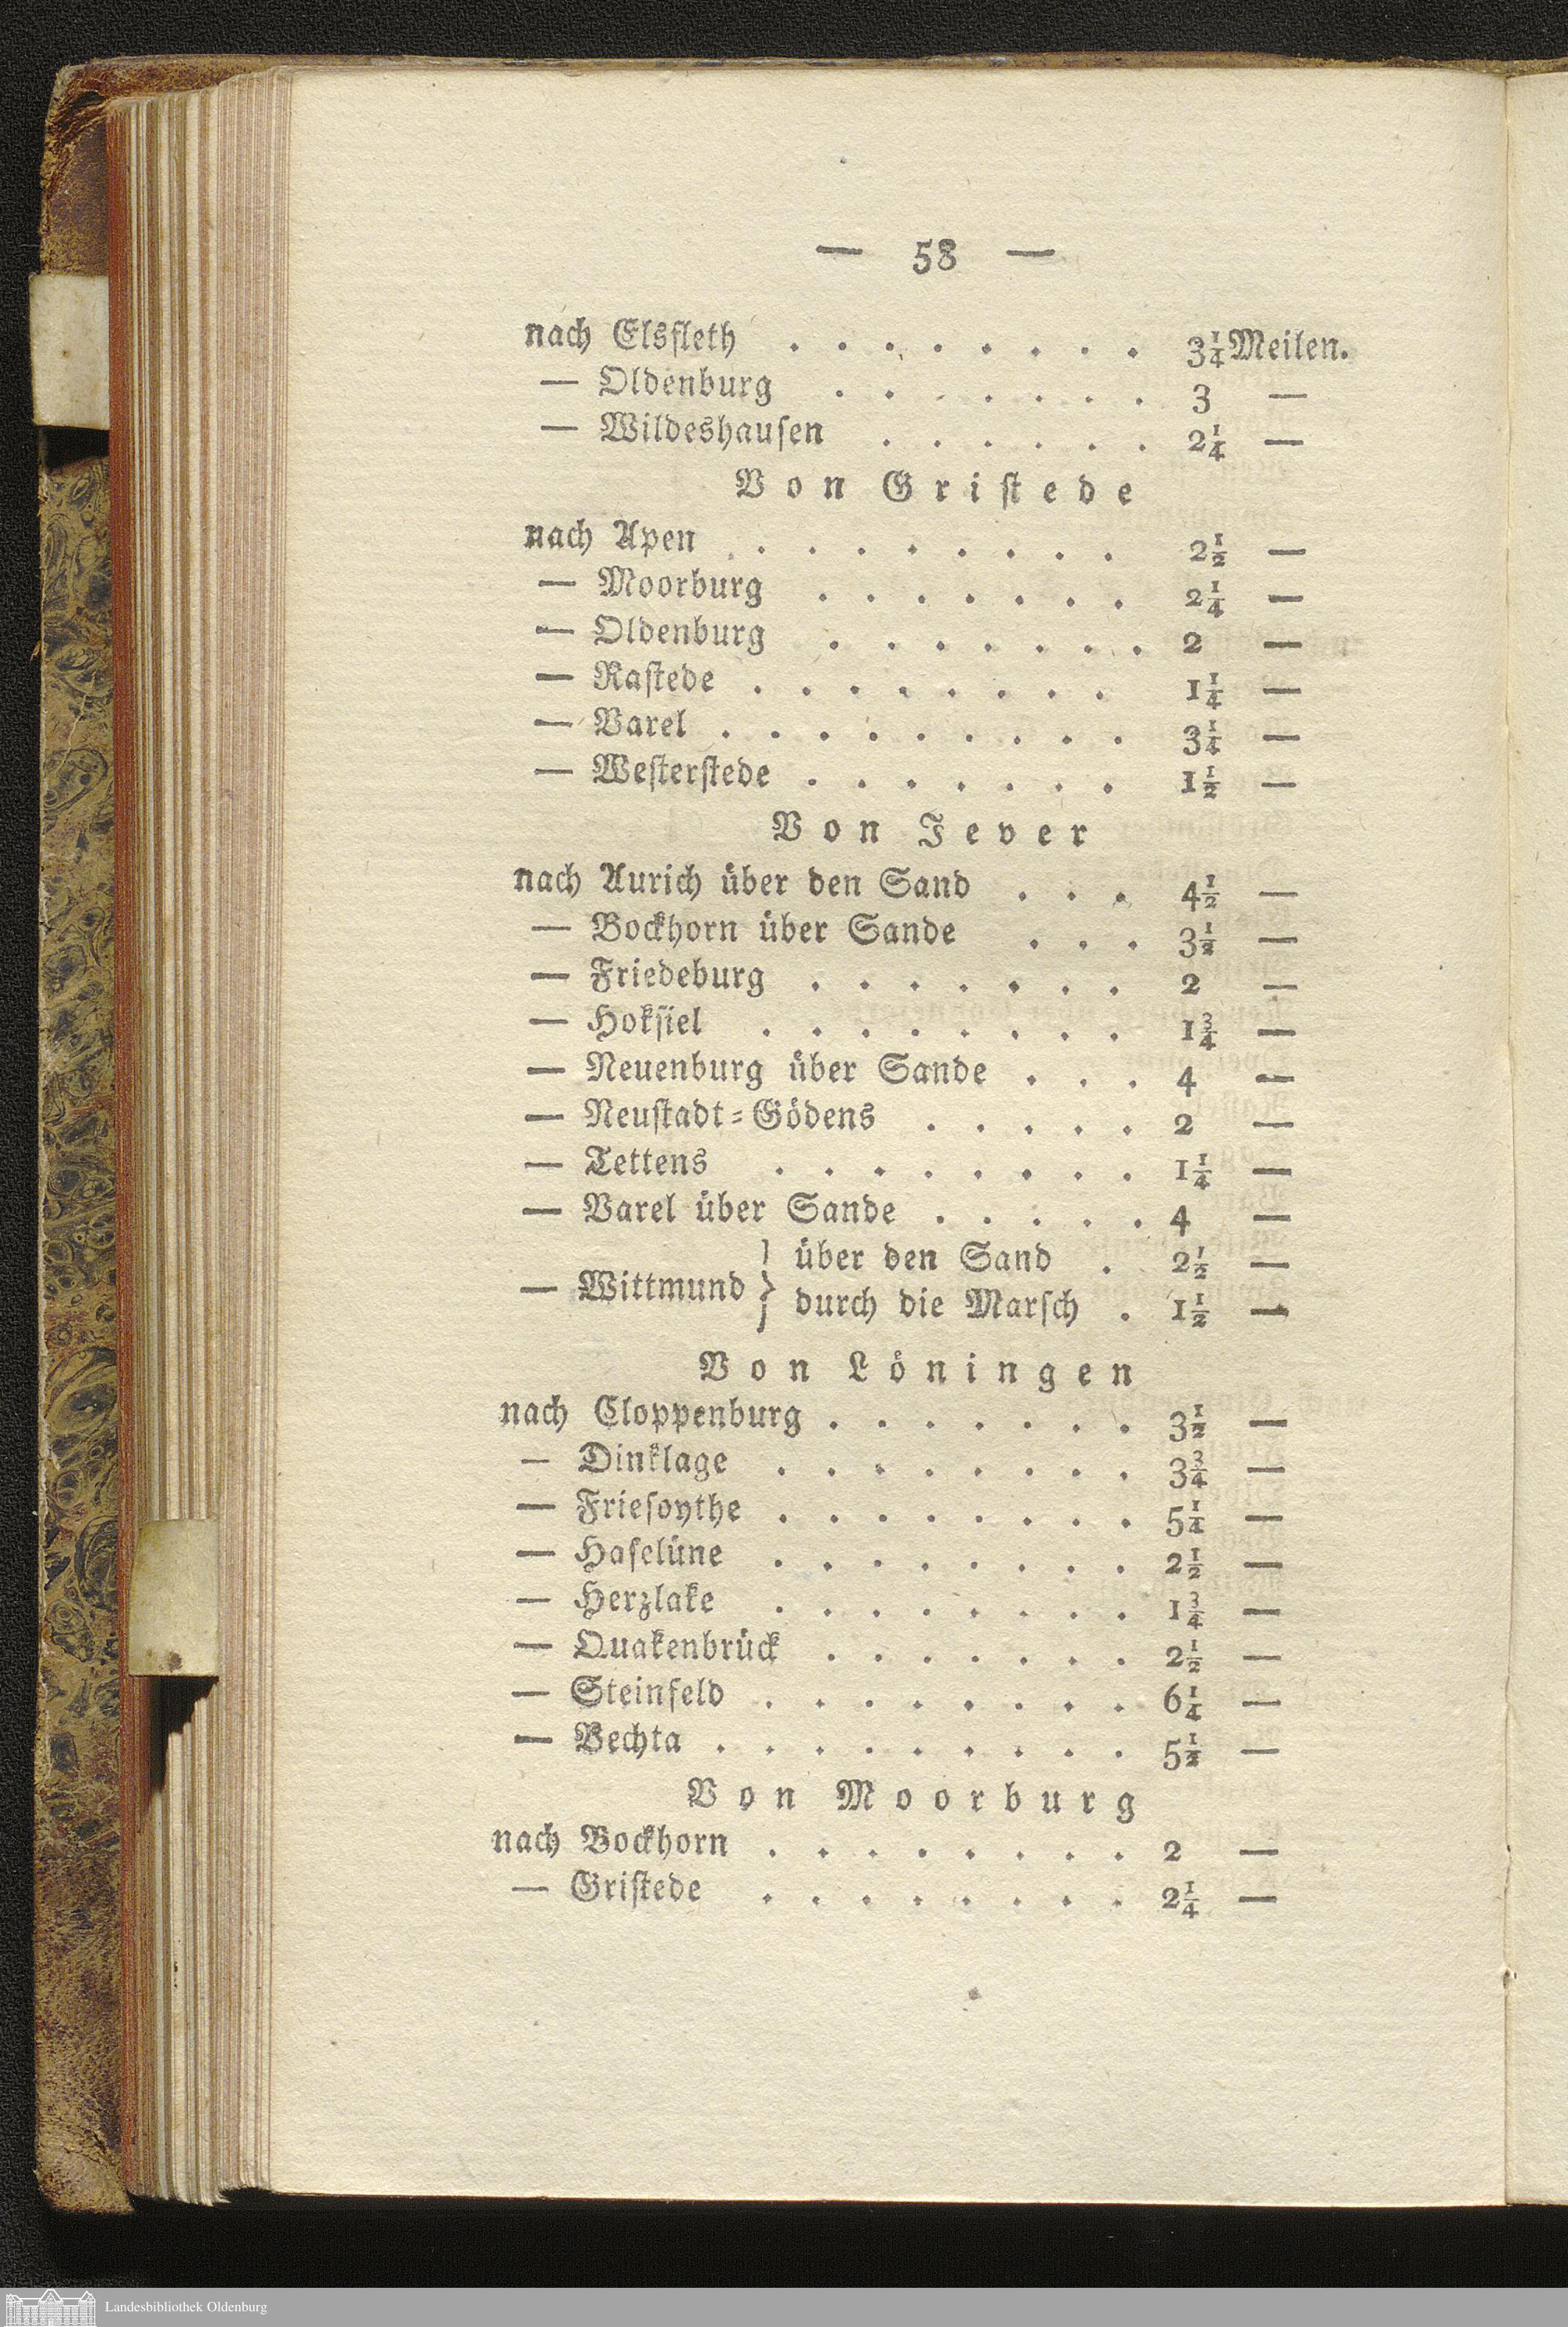 — 58 —
nach Elsfleth . . . . . . . . 3¼ Meilen.
— Oldenburg . . . . . . . 3 —
— Wildeshauſen . . . . . . 2¼ —
Von Griſtede
nach Apen . . . . . . . . . 2½ —
— Moorburg . . . . . . . 2¼ —
— Oldenburg . . . . . . . 2 —
— Raſtede . . . . . . . . 1¼ —
— Varel . . . . . . . . . 3¼ —
— Weſterſtede . . . . . . . 1½ —
Von Jever
nach Aurich über den Sand . . . 4½ —
— Bockhorn über Sande . . . 3½ —
— Friedeburg . . . . . . . 2 —
— Hokſiel . . . . . . . . 1¾ —
— Neuenburg über Sande . . . 4 —
— Neuſtadt-Gödens . . . . . 2 —
— Tettens . . . . . . . . 1¼ —
— Varel über Sande . . . . . 4 —
— Wittmund } über den Sand . 2½ —
durch die Marſch . 1½ —
Von Löningen
nach Cloppenburg . . . . . . . 3½ —
— Dinklage . . . . . . . . 3¾ —
— Frieſoythe . . . . . . . . 5¼ —
— Haſelüne . . . . . . . . 2½ —
— Herzlake . . . . . . . . 1¾ —
— Quakenbrück . . . . . . . 2½ —
— Steinfeld . . . . . . . . 6¼ —
— Vechta . . . . . . . . . 5½ —
Von Moorburg
nach Bockhorn . . . . . . . . 2 —
— Griſtede . . . . . . . . 2¼ —
Landesbibliothek Oldenburg